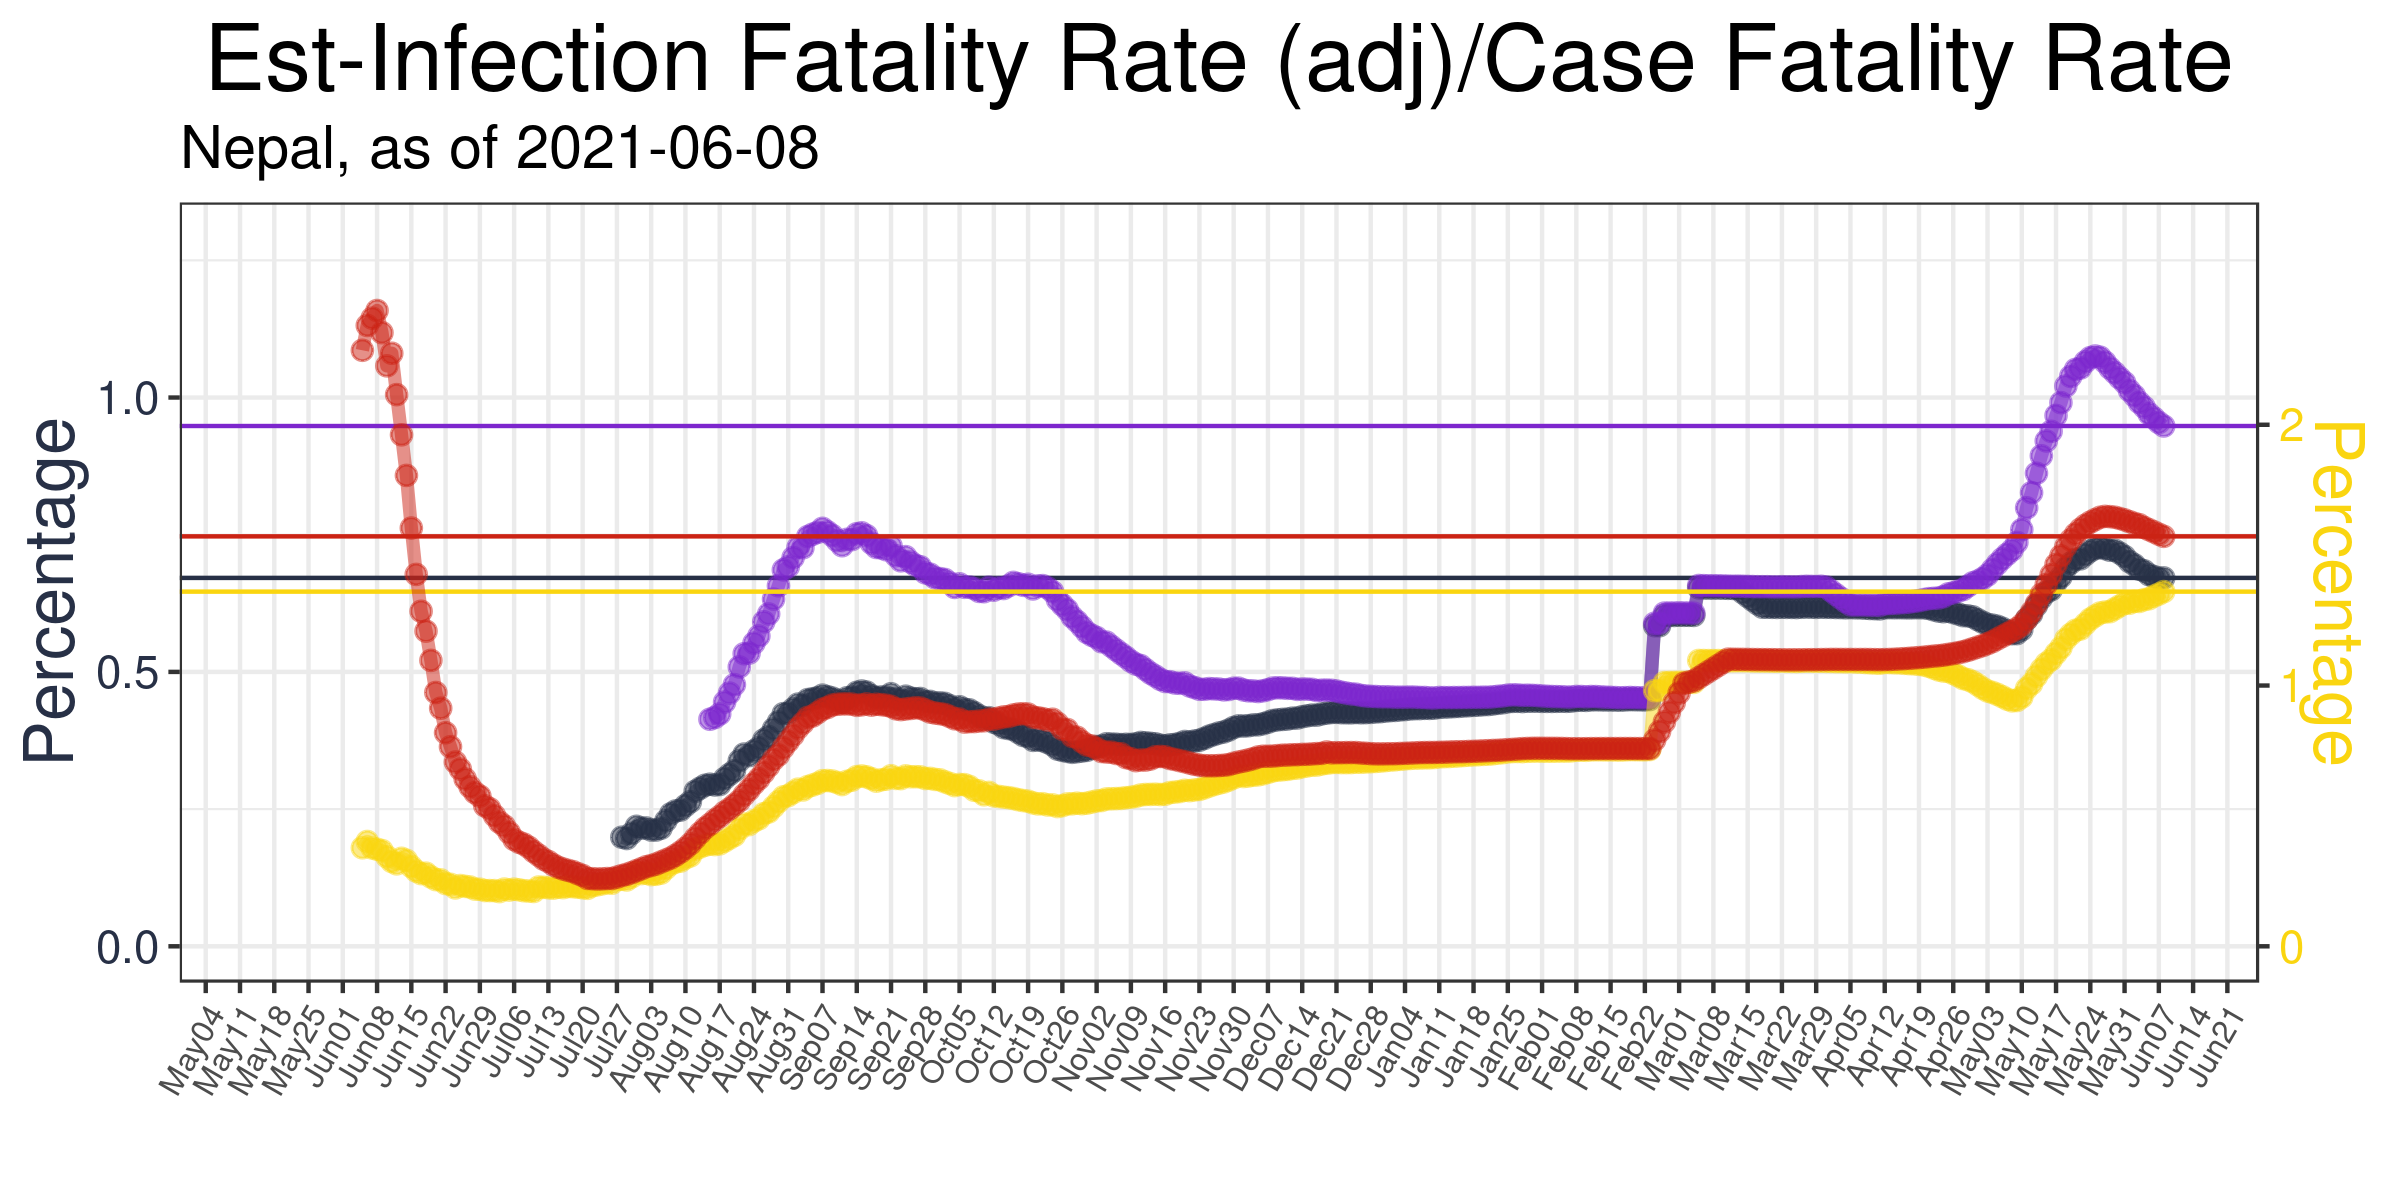 Est-Infection Fatality Rate (adj)/Case Fatality Rate
Nepal, as of 2021-06-08
Percentage
1.0
0.5
0.0
2
1
0
Percentage
May04
May11
May18
May25
Jun01
Jun08
Jun15
Jun22
Jun29
Jul06
Jul13
Jul20
Jul27
Aug03
Aug10
Aug17
Aug24
Aug31
Sep07
Sep14
Sep21
Sep28
Oct05
Oct12
Oct19
Oct26
Nov02
Nov09
Nov16
Nov23
Nov30
Dec07
Dec14
Dec21
Dec28
Jan04
Jan11
Jan18
Jan25
Feb01
Feb08
Feb15
Feb22
Mar01
Mar08
Mar15
Mar22
Mar29
Apr05
Apr12
Apr19
Apr26
May03
May10
May17
May24
May31
Jun07
Jun14
Jun21